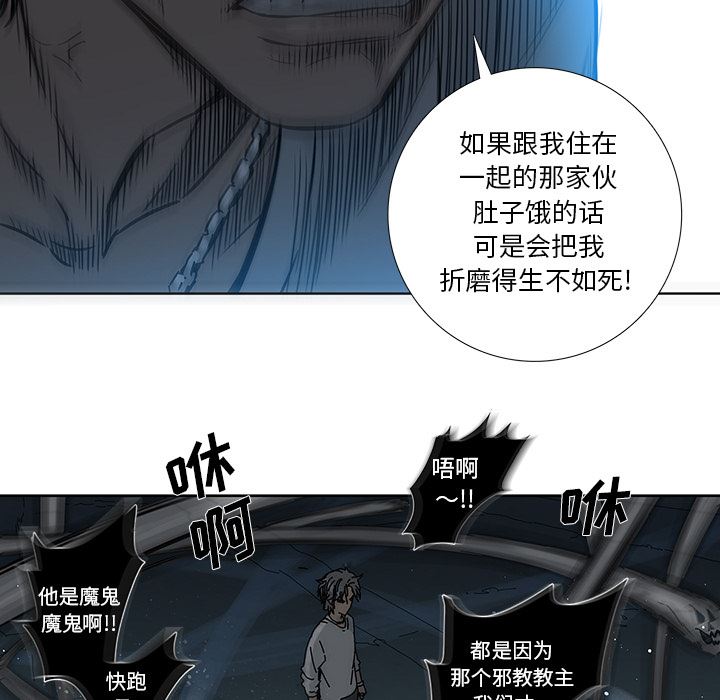 如果跟我住在
一起的那家伙
肚子饿的话
可是会把我
折磨得生不如死!
咻
啊
唔啊
～!!
咻
他是魔鬼
魔鬼啊!!
快跑
都是因为
那个邪教教主